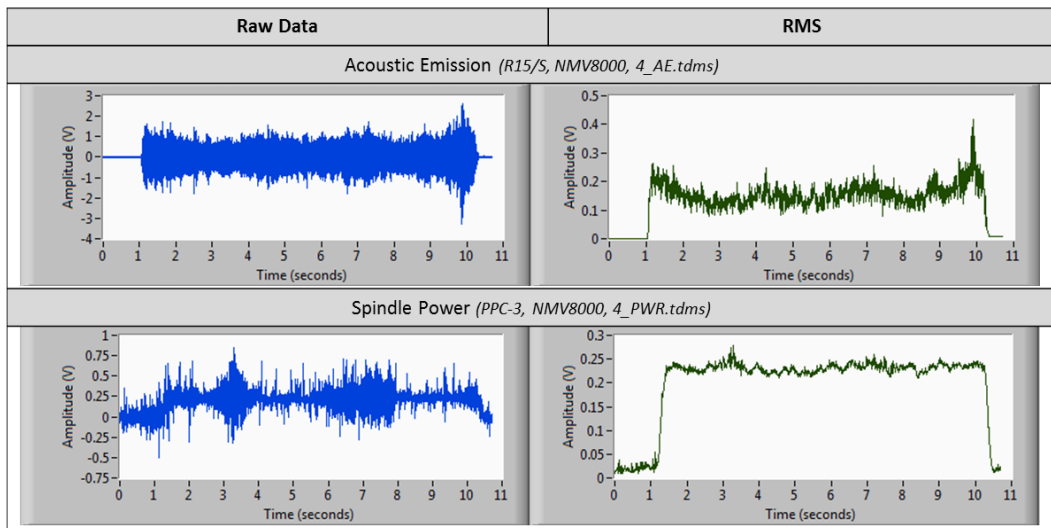 Raw Data
RMS
Acoustic Emission (R15/S, NMV8000, 4_AE.tdms)
3
2
1
0
-1
-2
-3
-4
Amplitude (V)
0 1 2 3 4 5 6 7 8 9 10 11
Time (seconds)
0.5
0.4
0.3
0.2
0.1
0
Amplitude (V)
0 1 2 3 4 5 6 7 8 9 10 11
Time (seconds)
Spindle Power (PPC-3, NMV8000, 4_PWR.tdms)
1
0.75
0.5
0.25
0
-0.25
-0.5
-0.75
Amplitude (V)
0 1 2 3 4 5 6 7 8 9 10 11
Time (seconds)
0.3
0.25
0.2
0.15
0.1
0.05
0
Amplitude (V)
0 1 2 3 4 5 6 7 8 9 10 11
Time (seconds)